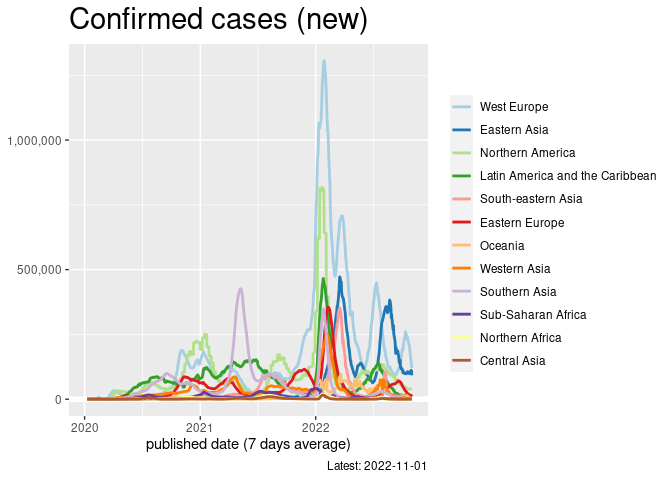 Confirmed cases (new)
1,000,000
500,000
0
2020
2021
2022
published date (7 days average)
Latest: 2022-11-01
West Europe
Eastern Asia
Northern America
Latin America and the Caribbean
South-eastern Asia
Eastern Europe
Oceania
Western Asia
Southern Asia
Sub-Saharan Africa
Northern Africa
Central Asia